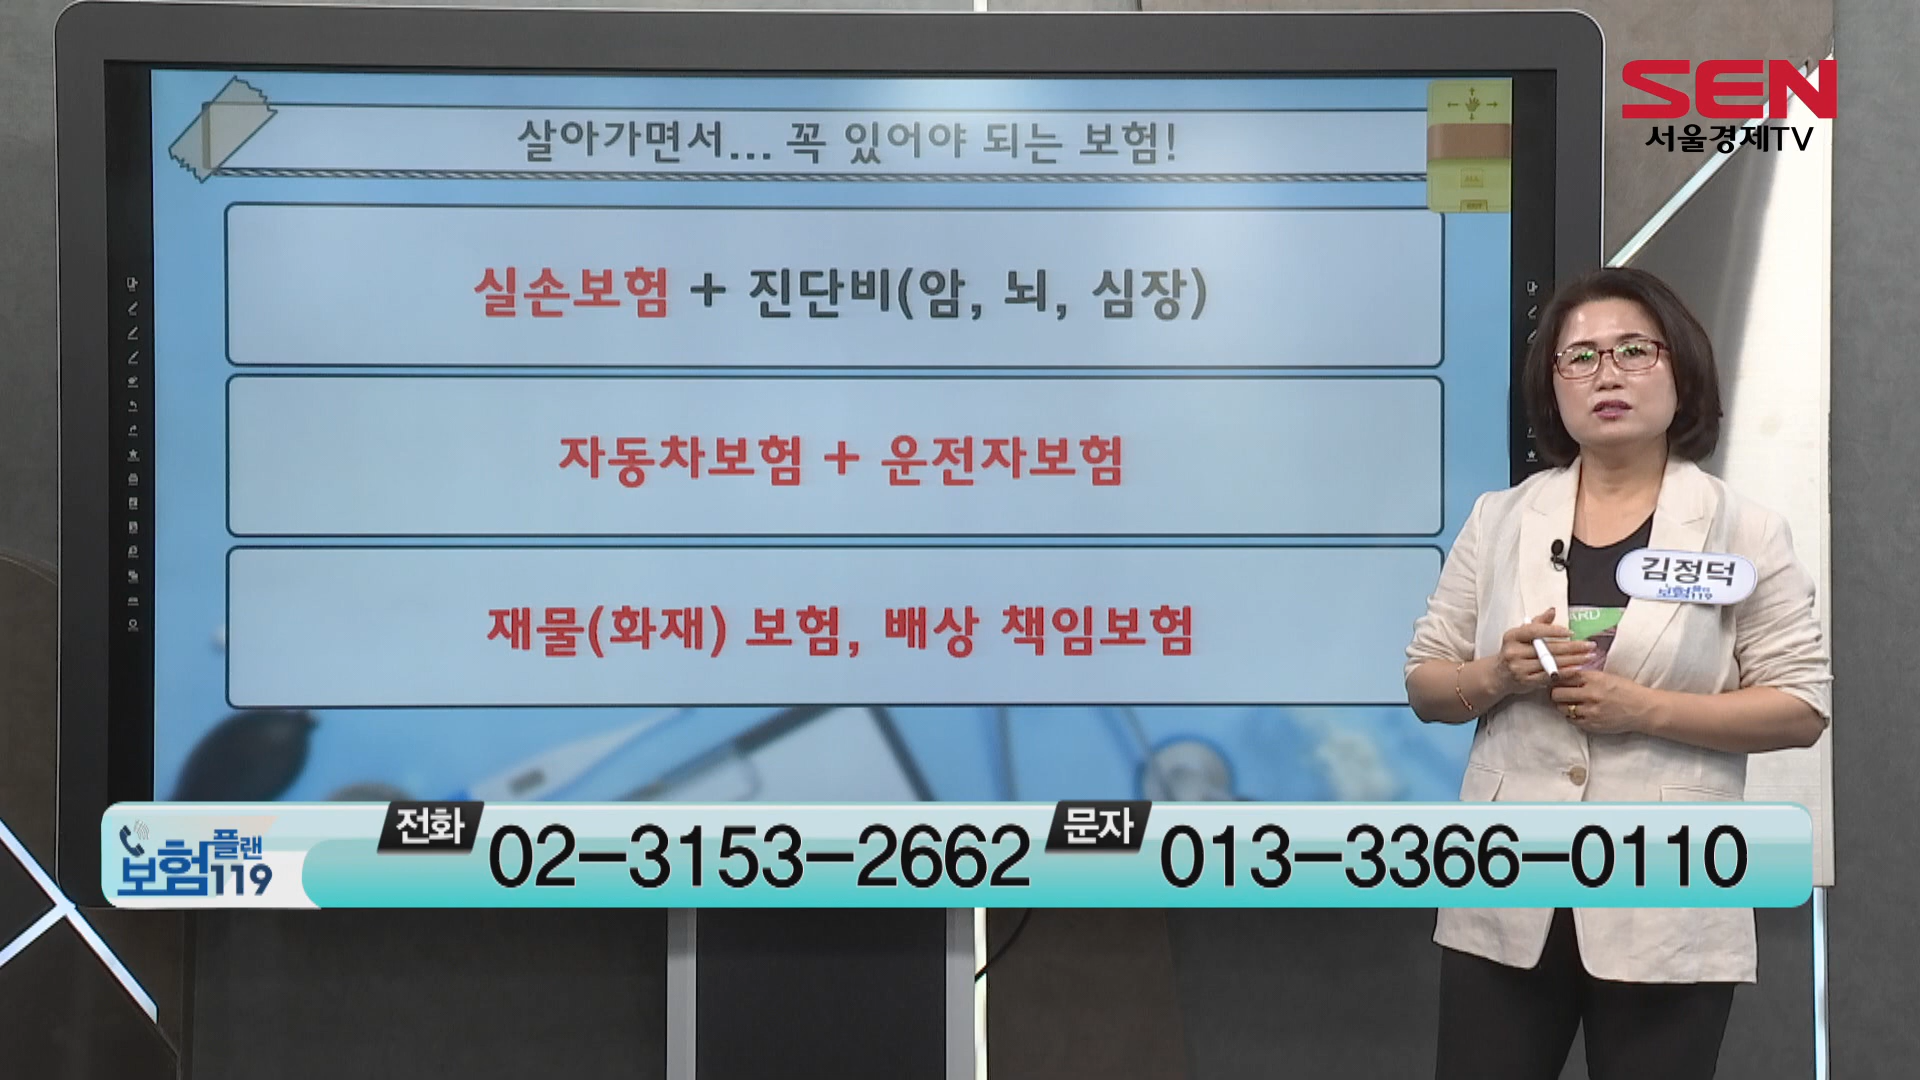 SEN
서울경제TV
살아가면서... 꼭 있어야 되는 보험!
실손보험 + 진단비(암, 뇌, 심장)
자동차보험 + 운전자보험
재물(화재) 보험, 배상 책임보험
김정덕
보험플랜119
ARD
보험플랜119
전화 02-3153-2662 문자 013-3366-0110